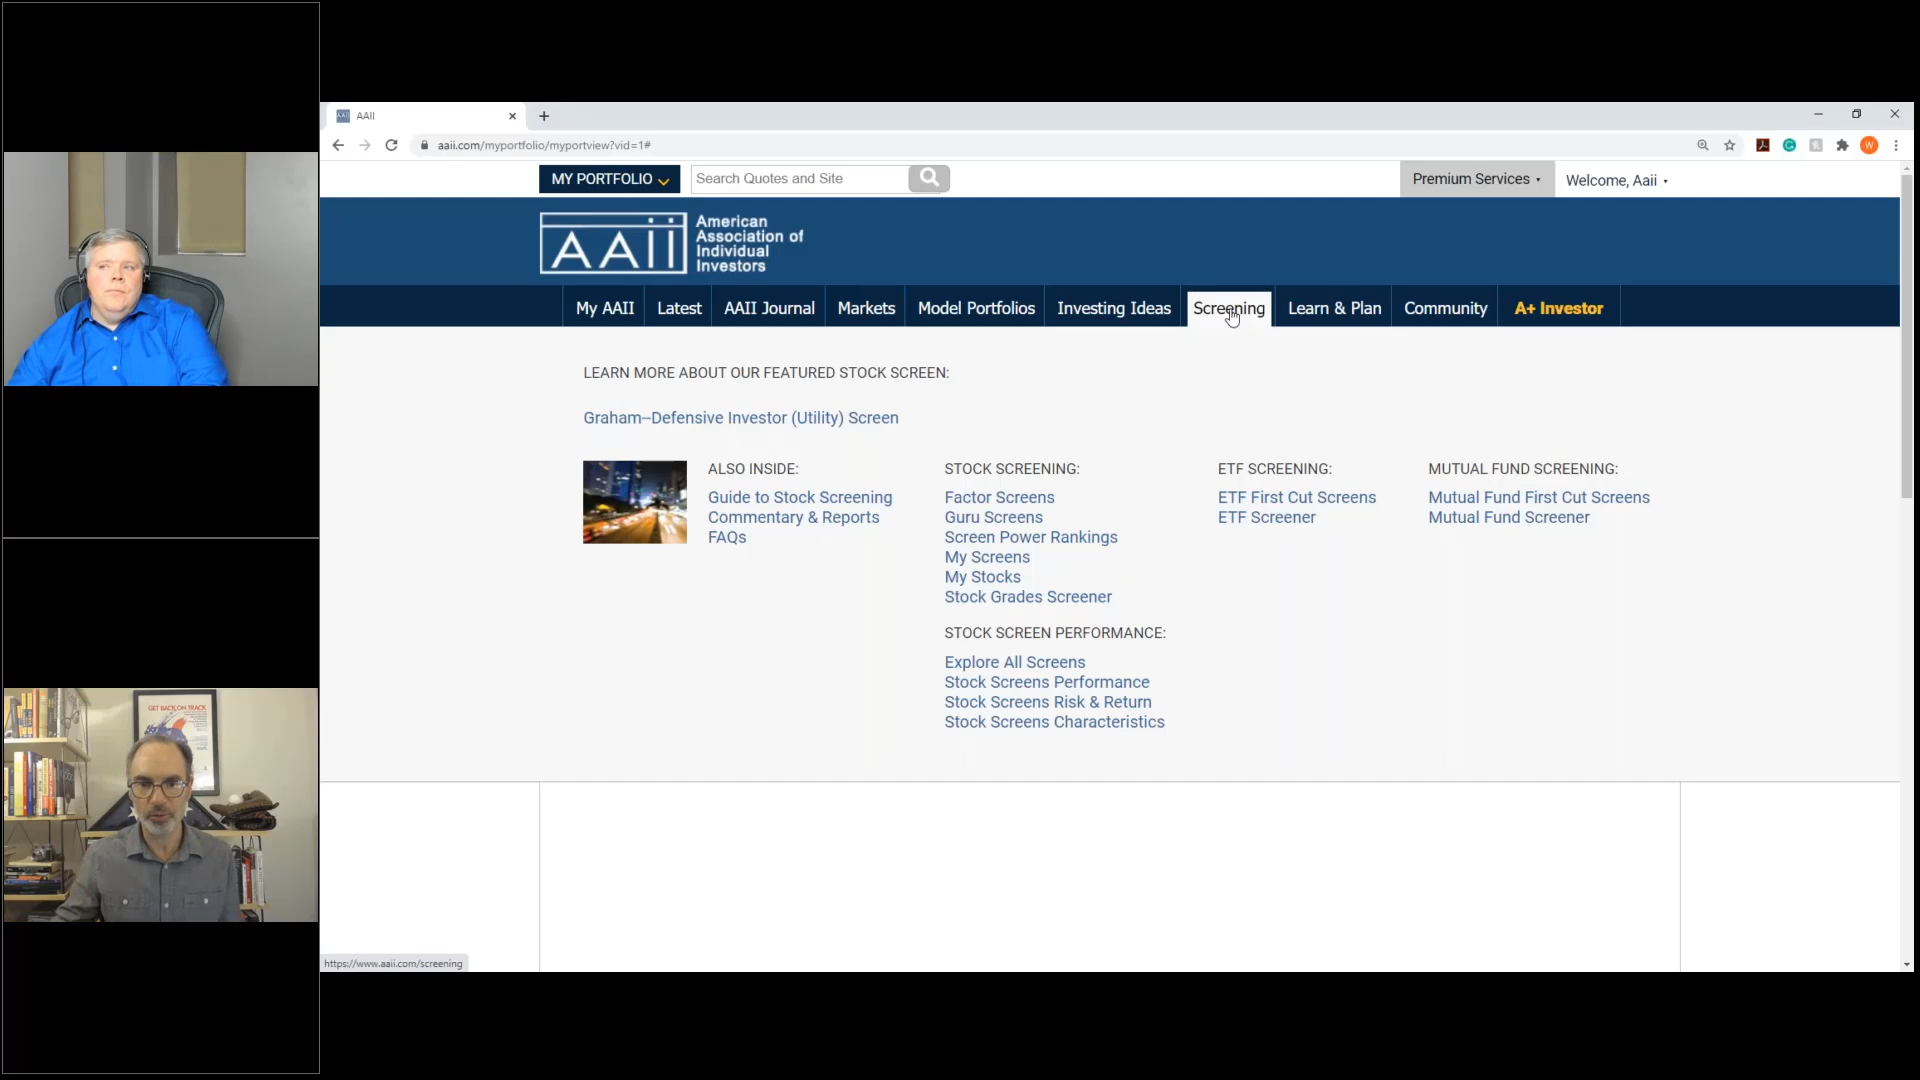 AAII
aaii.com/myportfolio/myportview?vid=1#
W
MY PORTFOLIO
Search Quotes and Site
Premium Services
Welcome, Aaii
AAii
American
Association of
Individual
Investors
My AAII
Latest
AAII Journal
Markets
Model Portfolios
Investing Ideas
Screening
Learn & Plan
Community
A+ Investor
LEARN MORE ABOUT OUR FEATURED STOCK SCREEN:
Graham--Defensive Investor (Utility) Screen
ALSO INSIDE:
Guide to Stock Screening
Commentary & Reports
FAQs
STOCK SCREENING:
Factor Screens
Guru Screens
Screen Power Rankings
My Screens
My Stocks
Stock Grades Screener
STOCK SCREEN PERFORMANCE:
Explore All Screens
Stock Screens Performance
Stock Screens Risk & Return
Stock Screens Characteristics
ETF SCREENING:
ETF First Cut Screens
ETF Screener
MUTUAL FUND SCREENING:
Mutual Fund First Cut Screens
Mutual Fund Screener
GET BACK ON TRACK
https://www.aaii.com/screening